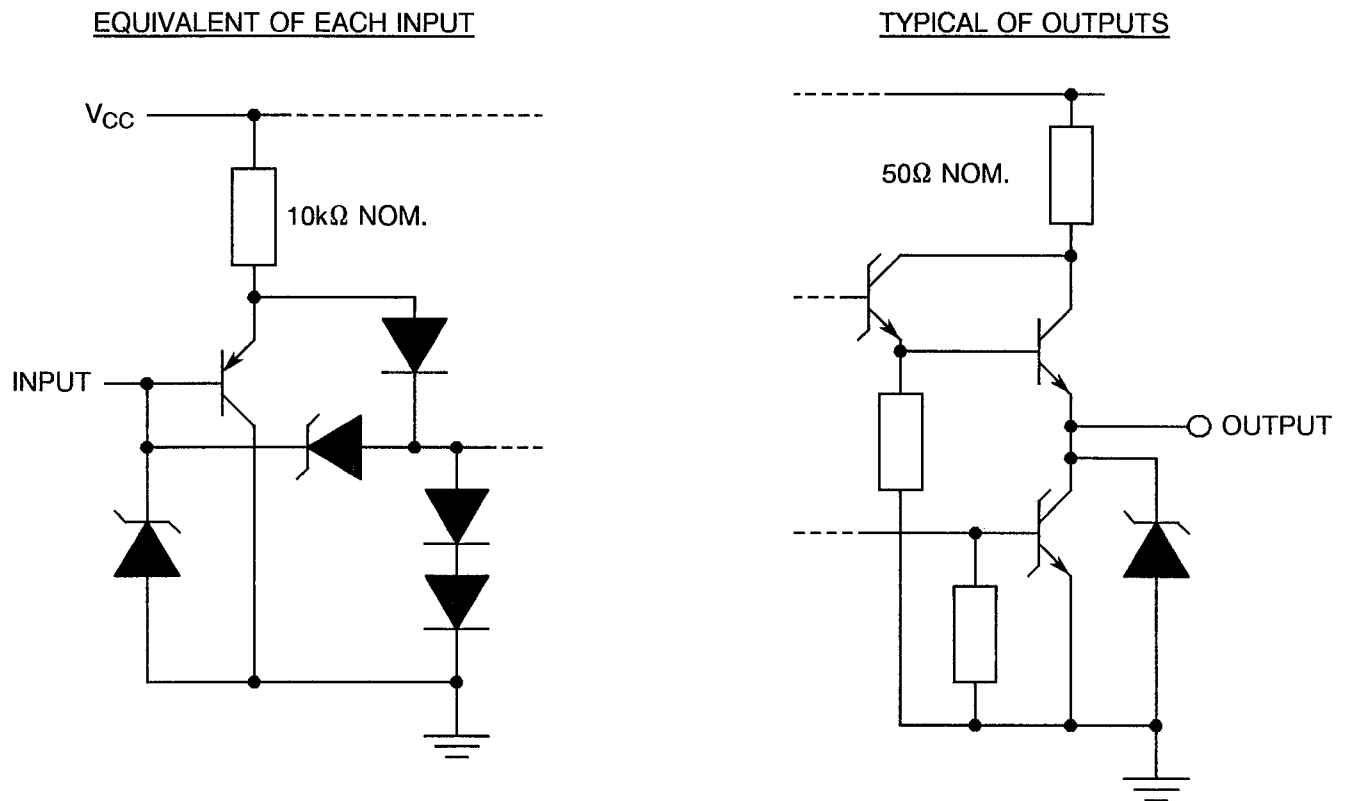 EQUIVALENT OF EACH INPUT
VCC
10kΩ NOM.
INPUT
TYPICAL OF OUTPUTS
50Ω NOM.
OUTPUT